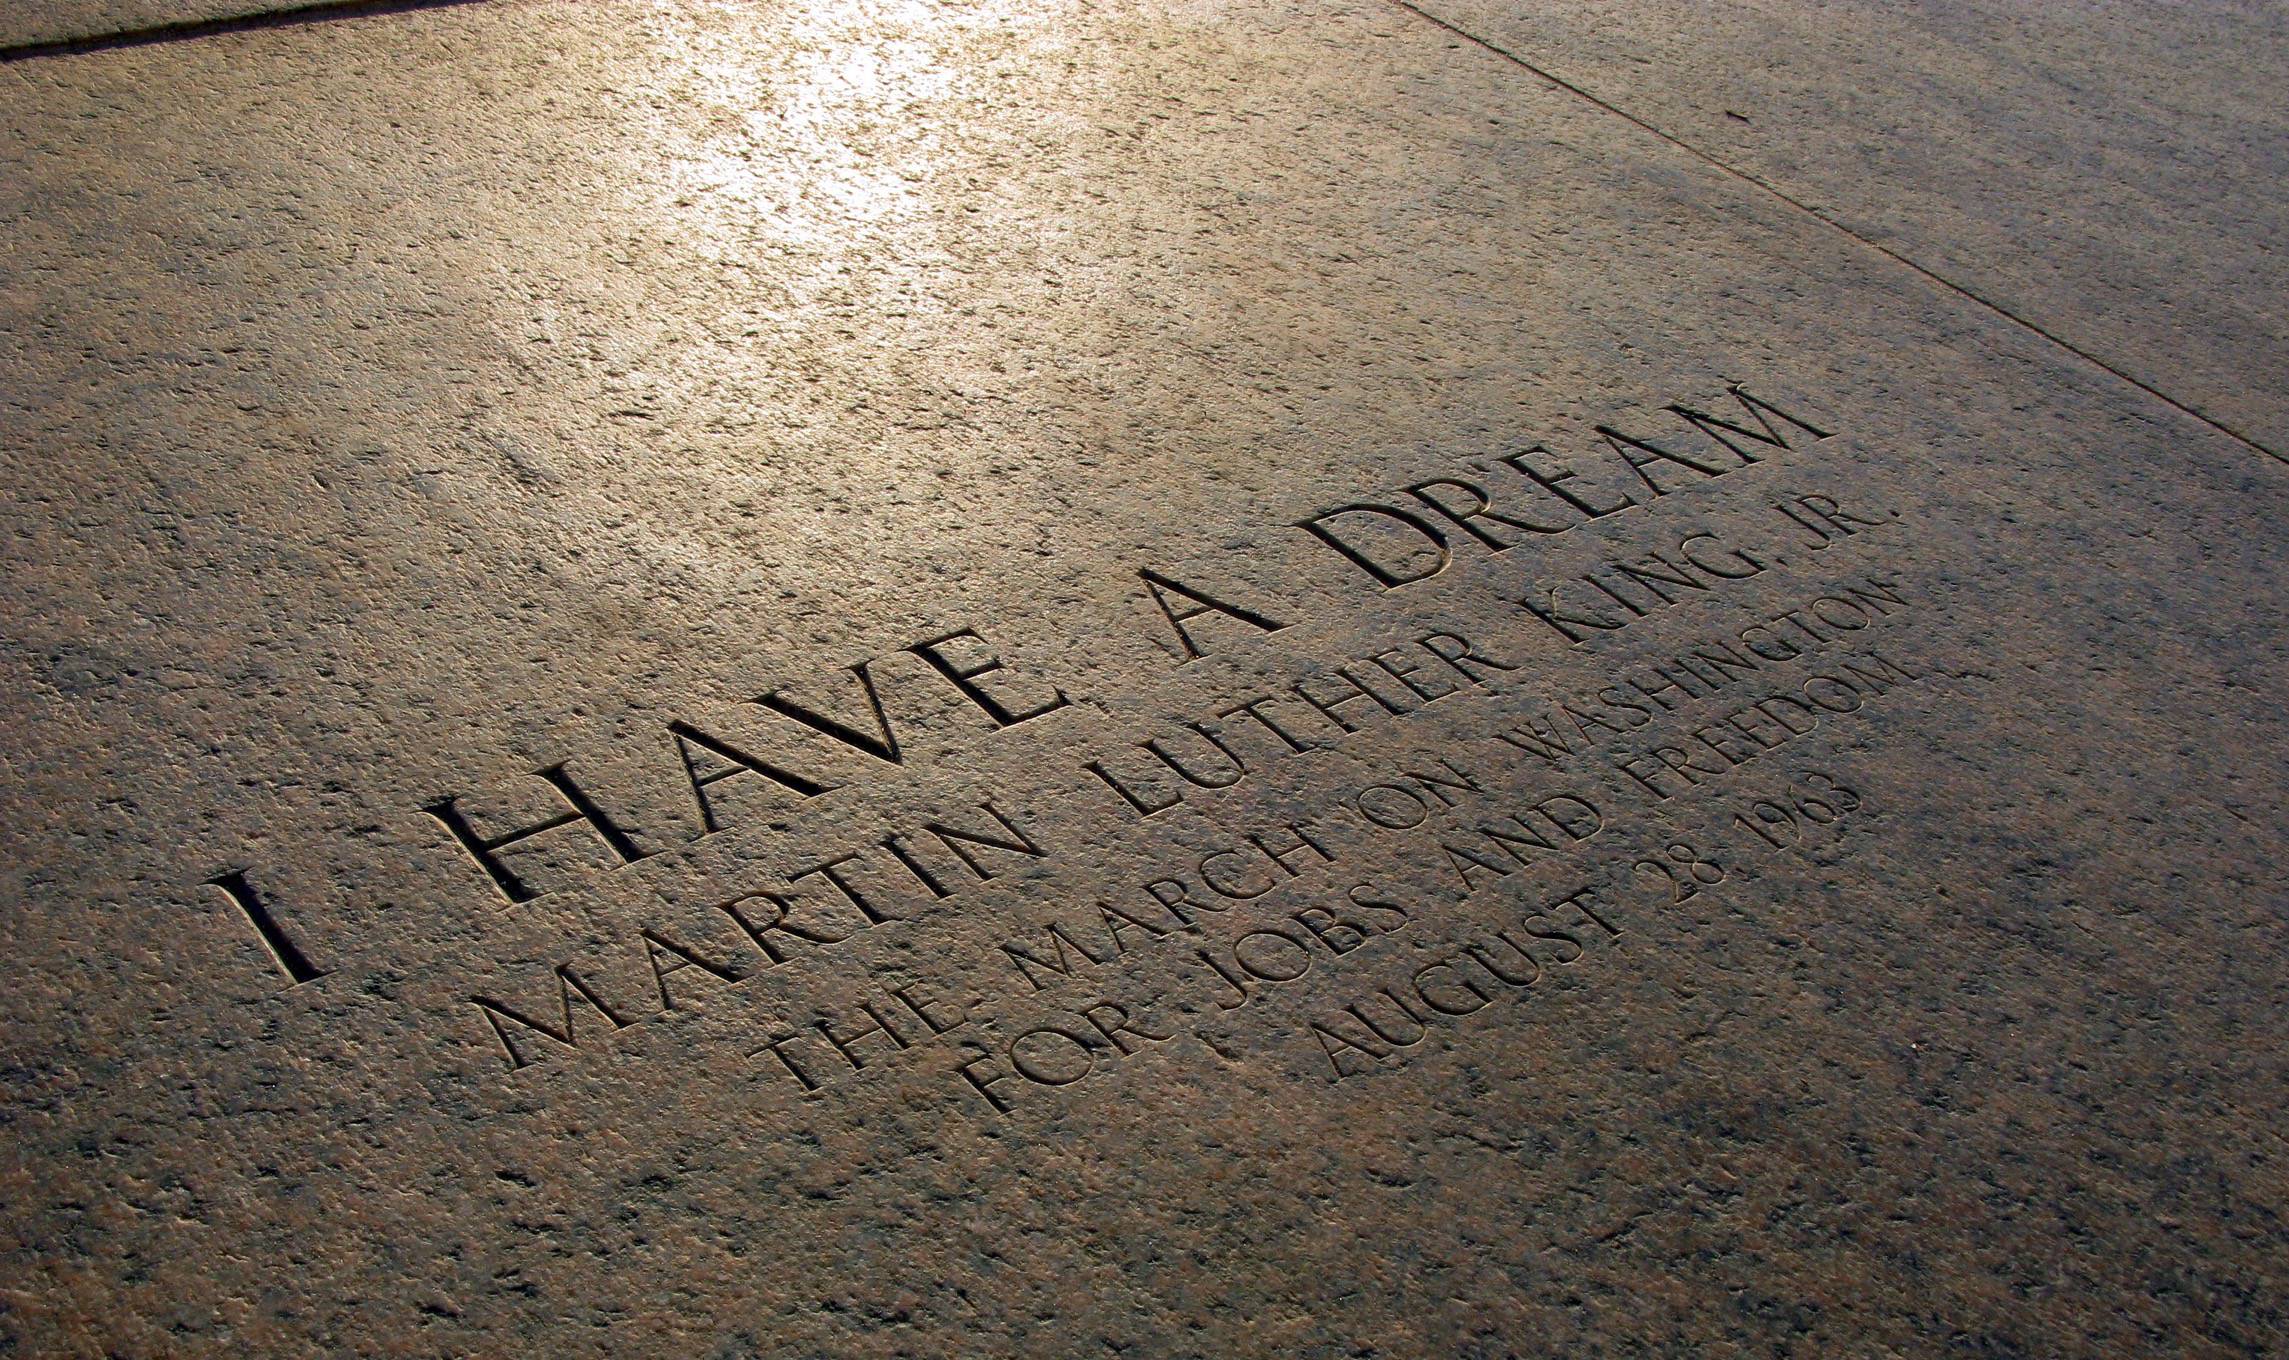 I HAVE A DREAM
MARTIN LUTHER KING, JR.
THE MARCH ON WASHINGTON
FOR JOBS AND FREEDOM
AUGUST 28, 1963